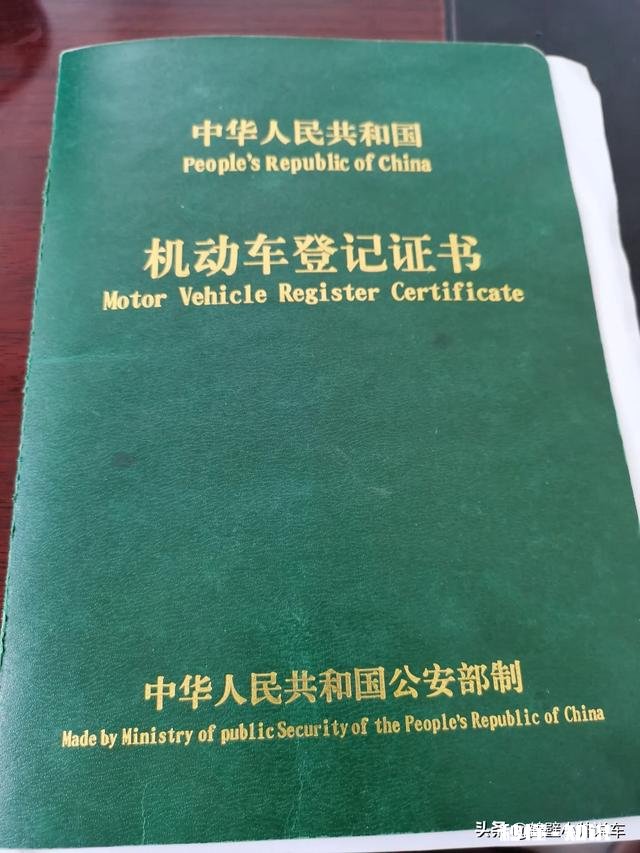 中华人民共和国
People's Republic of China
机动车登记证书
Motor Vehicle Register Certificate
中华人民共和国公安部制
Made by Ministry of public Security of the People's Republic of China
头条